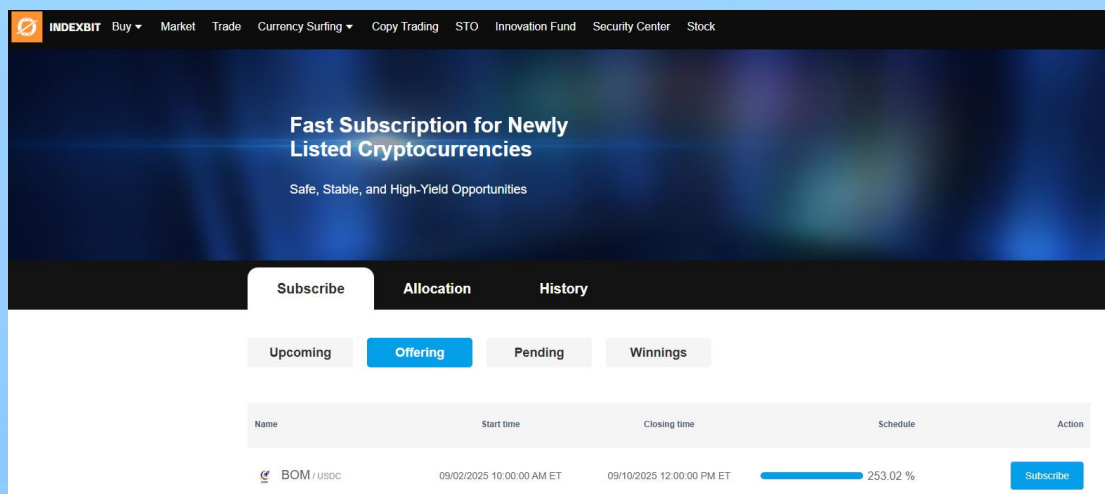 INDEXBIT Buy Market Trade Currency Surfing Copy Trading STO Innovation Fund Security Center Stock
Fast Subscription for Newly
Listed Cryptocurrencies
Safe, Stable, and High-Yield Opportunities
Subscribe Allocation History
Upcoming Offering Pending Winnings
Name Start time Closing time Schedule Action
BOM / USDC 09/02/2025 10:00:00 AM ET 09/10/2025 12:00:00 PM ET 253.02 % Subscribe